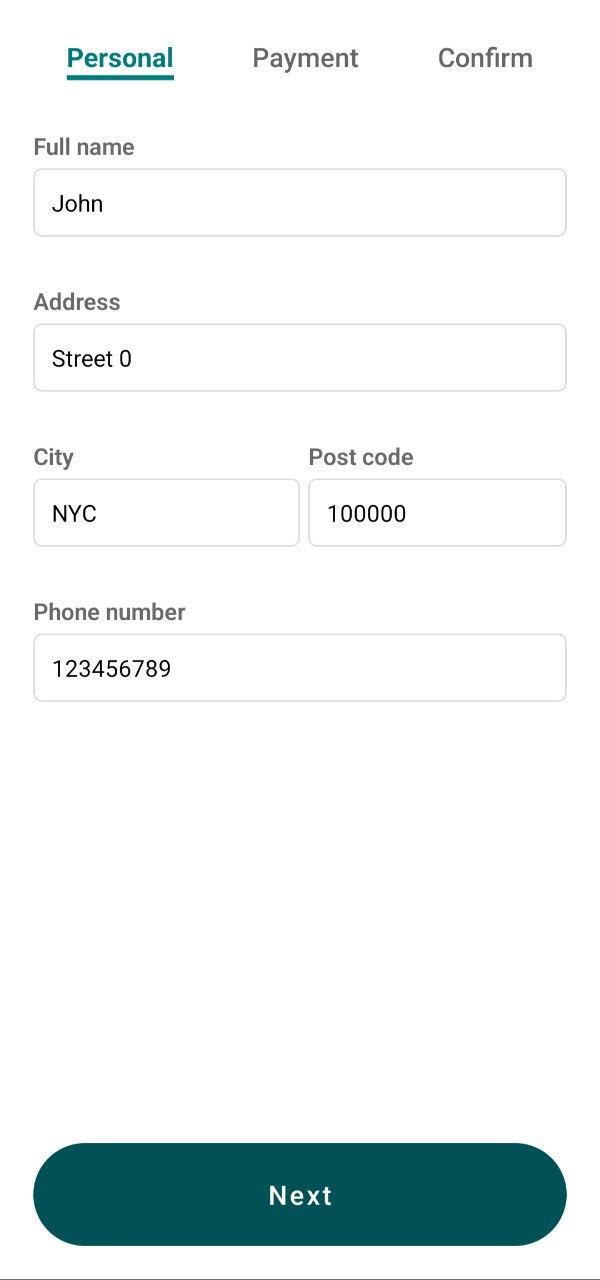 Personal Payment Confirm
Full name
John
Address
Street 0
City Post code
NYC 100000
Phone number
123456789
Next